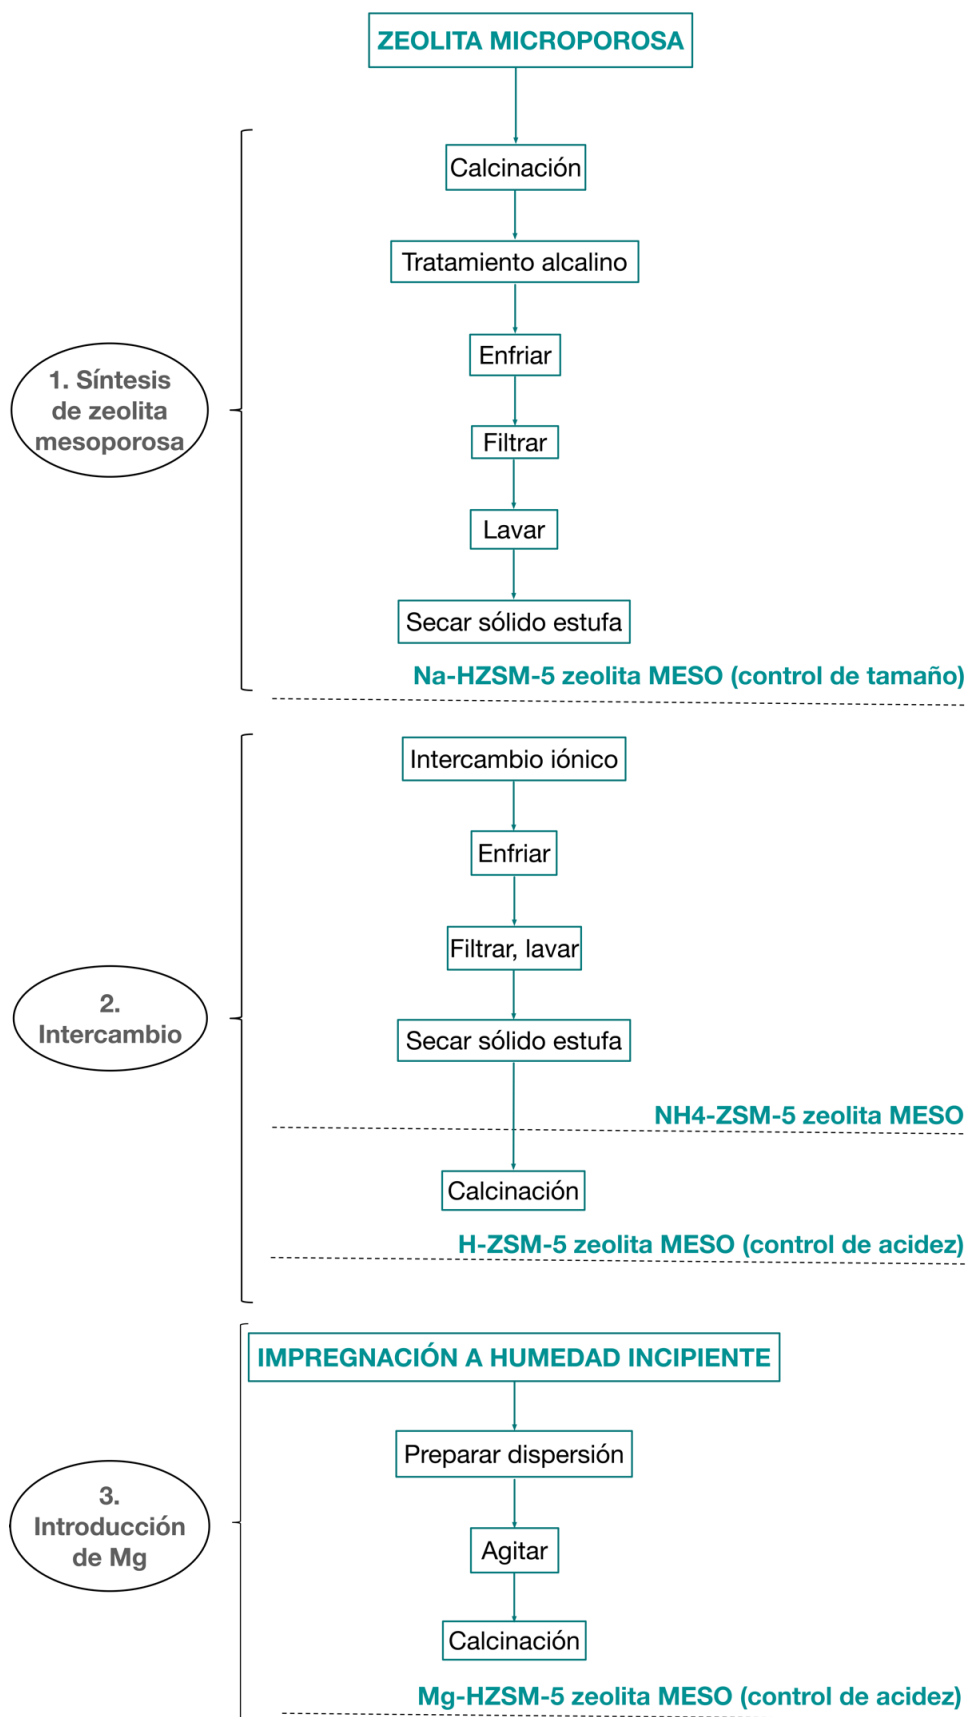 ZEOLITA MICROPOROSA
Calcinación
Tratamiento alcalino
Enfriar
1. Síntesis
de zeolita
mesoporosa
Filtrar
Lavar
Secar sólido estufa
Na-HZSM-5 zeolita MESO (control de tamaño)
Intercambio iónico
Enfriar
Filtrar, lavar
2.
Intercambio
Secar sólido estufa
NH4-ZSM-5 zeolita MESO
Calcinación
H-ZSM-5 zeolita MESO (control de acidez)
IMPREGNACIÓN A HUMEDAD INCIPIENTE
Preparar dispersión
3.
Introducción
de Mg
Agitar
Calcinación
Mg-HZSM-5 zeolita MESO (control de acidez)